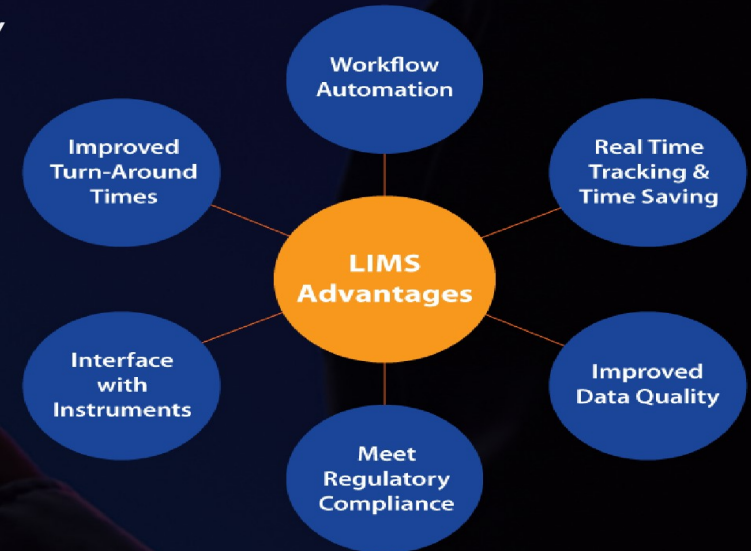 Workflow
Automation
Improved
Turn-Around
Times
Real Time
Tracking &
Time Saving
LIMS
Advantages
Interface
with
Instruments
Improved
Data Quality
Meet
Regulatory
Compliance